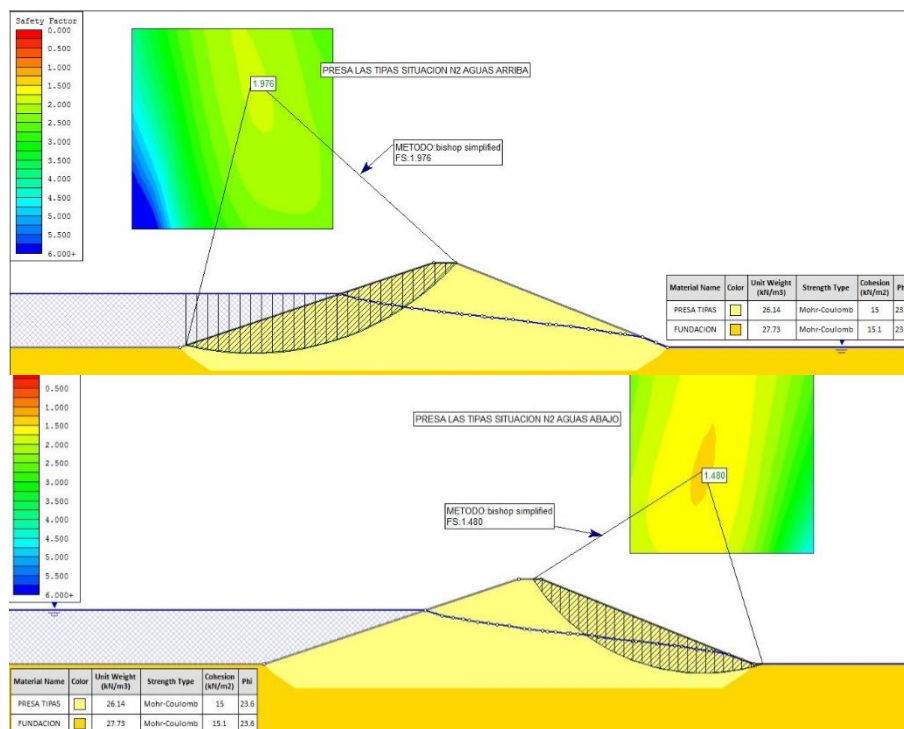 Safety Factor
0.000
0.500
1.000
1.500
2.000
2.500
3.000
3.500
4.000
4.500
5.000
5.500
6.000+
1.976
PRESA LAS TIPAS SITUACION N2 AGUAS ARRIBA
METODO:bishop simplified
FS:1.976
Material Name Color Unit Weight (kN/m3) Strength Type Cohesion (kN/m2) Phi
PRESA TIPAS 26.14 Mohr-Coulomb 15 23.
FUNDACION 27.73 Mohr-Coulomb 15.1 23.
0.500
1.000
1.500
2.000
2.500
3.000
3.500
4.000
4.500
5.000
5.500
6.000+
PRESA LAS TIPAS SITUACION N2 AGUAS ABAJO
1.480
METODO:bishop simplified
FS:1.480
Material Name Color Unit Weight (kN/m3) Strength Type Cohesion (kN/m2) Phi
PRESA TIPAS 26.14 Mohr-Coulomb 15 23.6
FUNDACION 27.73 Mohr-Coulomb 15.1 23.6